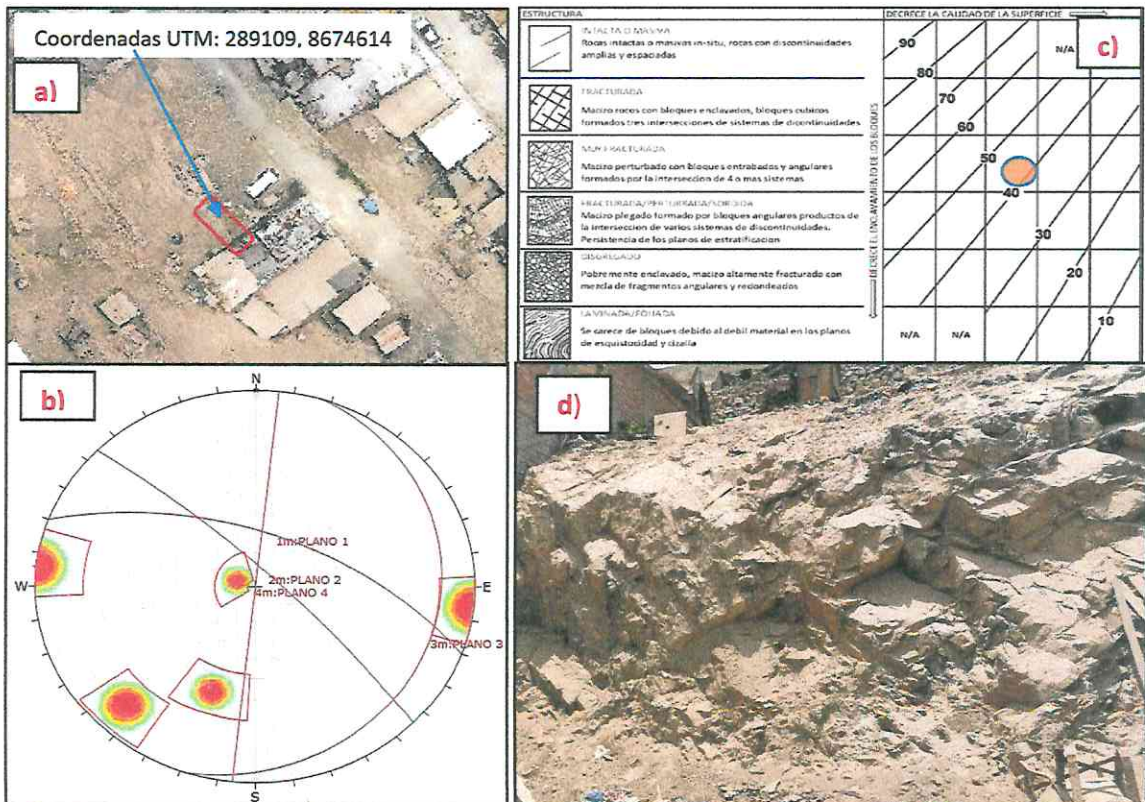 Coordenadas UTM: 289109, 8674614
a)
ESTRUCTURA
DECRECE LA CALIDAD DE LA SUPERFICIE
c)
INTACTA O MASIVA
Rocas intactas o masivas in-situ, rocas con discontinuidades
amplias y espaciadas
FRACTURADA
Macizo rocos con bloques enclavados, bloques cubicos
formados tres intersecciones de sistemas de discontinuidades
MUY FRACTURADA
Macizo perturbado con bloques entrabados y angulares
formados por la interseccion de 4 o mas sistemas
Macizo plegado formado por bloques angulares productos de
la interseccion de varios sistemas de discontinuidades.
Persistencia de los planos de estratificacion
DISGREGADO
Pobremente enclavado, macizo altamente fracturado con
mezcla de fragmentos angulares y redondeados
LAMINADA/FOLIADA
Se carece de bloques debido al debil material en los planos
de esquistocidad y cizalla
DECRECE EL ENCLAVAMIENTO DE LOS BLOQUES
90
N/A
80
70
60
50
40
30
20
10
N/A
N/A
b)
N
W
E
S
1m:PLANO 1
2m:PLANO 2
4m:PLANO 4
3m:PLANO 3
d)